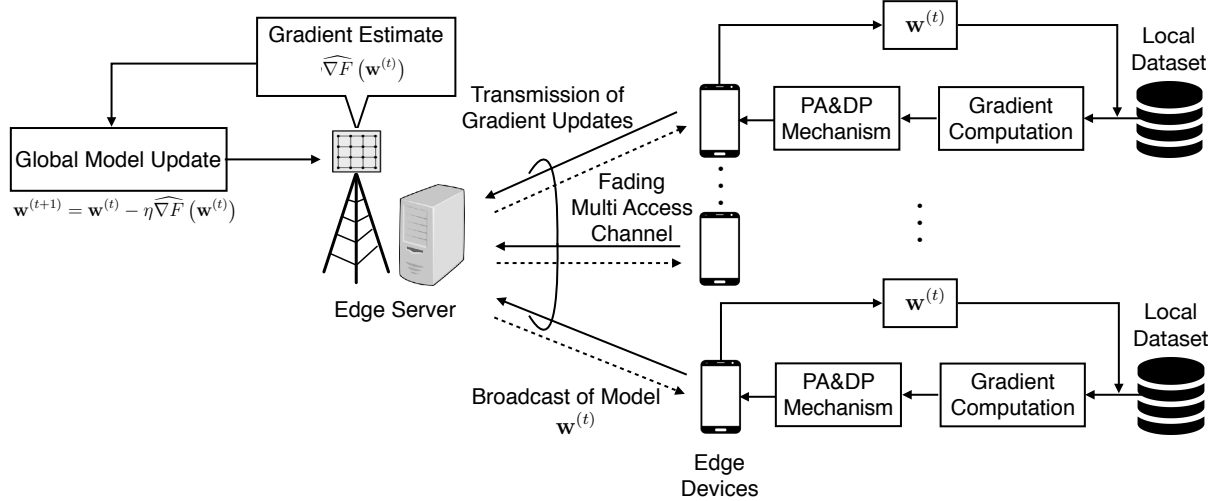 Gradient Estimate
\widehat{\nabla F}(\mathbf{w}^{(t)})
Global Model Update
\mathbf{w}^{(t+1)} = \mathbf{w}^{(t)} - \eta\widehat{\nabla F}(\mathbf{w}^{(t)})
Edge Server
Transmission of
Gradient Updates
Fading
Multi Access
Channel
Broadcast of Model
\mathbf{w}^{(t)}
\mathbf{w}^{(t)}
PA&DP
Mechanism
Gradient
Computation
Local
Dataset
\mathbf{w}^{(t)}
PA&DP
Mechanism
Gradient
Computation
Local
Dataset
Edge
Devices